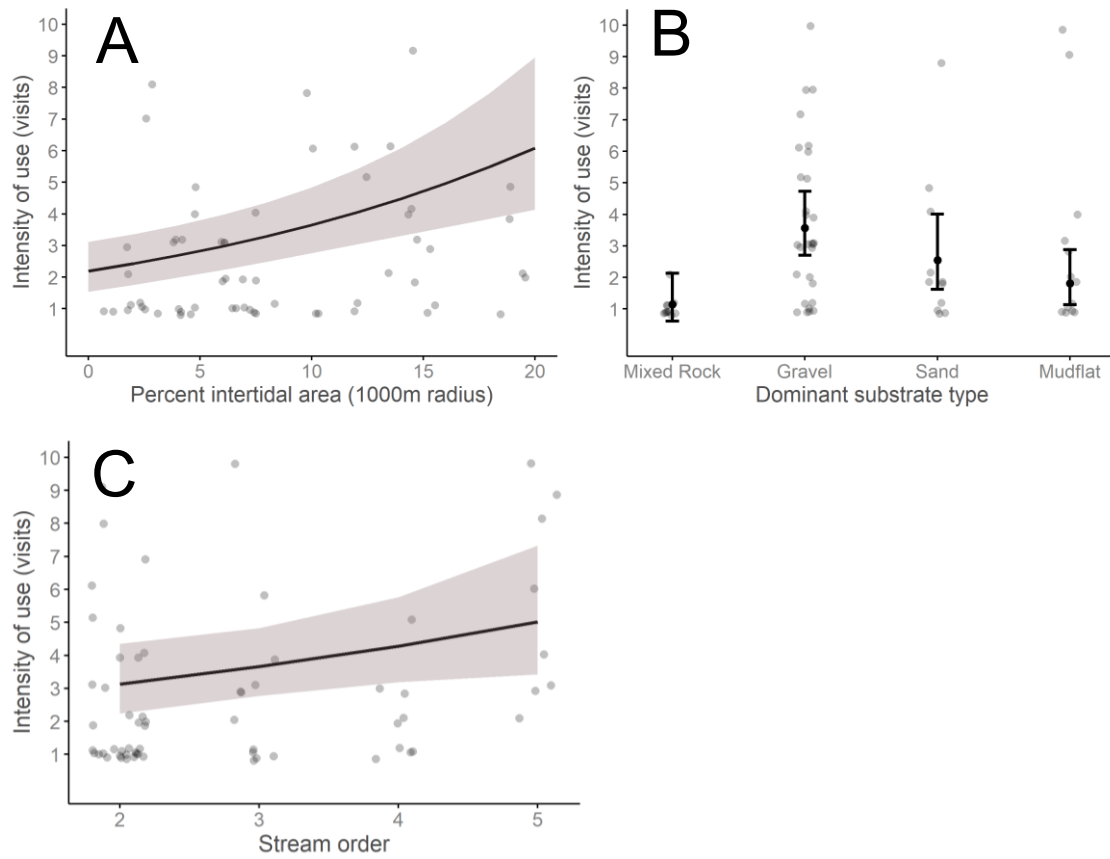 A
10
9
8
7
6
5
4
3
2
1
Intensity of use (visits)
0 5 10 15 20
Percent intertidal area (1000m radius)
B
10
9
8
7
6
5
4
3
2
1
Intensity of use (visits)
Mixed Rock Gravel Sand Mudflat
Dominant substrate type
C
10
9
8
7
6
5
4
3
2
1
Intensity of use (visits)
2 3 4 5
Stream order